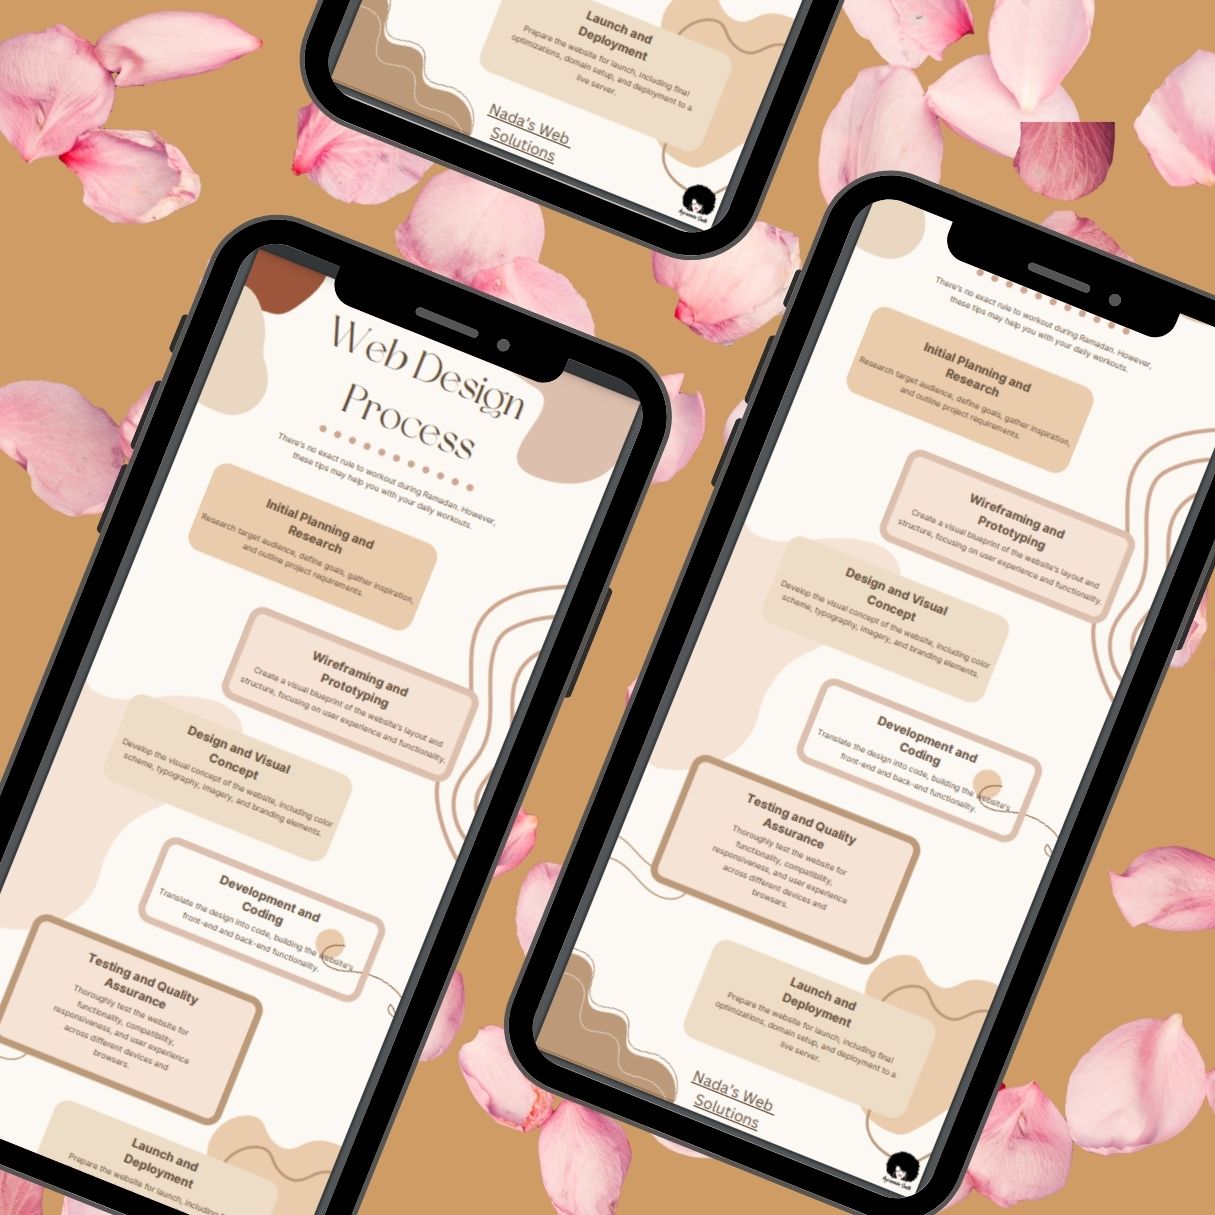 Launch and
Deployment
Prepare the website for launch, including final
optimizations, domain setup, and deployment to a
live server.
Nada's Web
Solutions
Web Design
Process
There's no exact rule to workout during Ramadan. However,
these tips may help you with your daily workouts.
Initial Planning and
Research
Research target audience, define goals, gather inspiration,
and outline project requirements.
Wireframing and
Prototyping
Create a visual blueprint of the website's layout and
structure, focusing on user experience and functionality.
Design and Visual
Concept
Develop the visual concept of the website, including color
scheme, typography, imagery, and branding elements.
Development and
Coding
Translate the design into code, building the website's
front-end and back-end functionality.
Testing and Quality
Assurance
Thoroughly test the website for
functionality, compatibility,
responsiveness, and user experience
across different devices and
browsers.
Launch and
Deployment
Prepare the website for launch, including
There's no exact rule to workout during Ramadan. However,
these tips may help you with your daily workouts.
Initial Planning and
Research
Research target audience, define goals, gather inspiration,
and outline project requirements.
Wireframing and
Prototyping
Create a visual blueprint of the website's layout and
structure, focusing on user experience and functionality.
Design and Visual
Concept
Develop the visual concept of the website, including color
scheme, typography, imagery, and branding elements.
Development and
Coding
Translate the design into code, building the website's
front-end and back-end functionality.
Testing and Quality
Assurance
Thoroughly test the website for
functionality, compatibility,
responsiveness, and user experience
across different devices and
browsers.
Launch and
Deployment
Prepare the website for launch, including final
optimizations, domain setup, and deployment to a
live server.
Nada's Web
Solutions